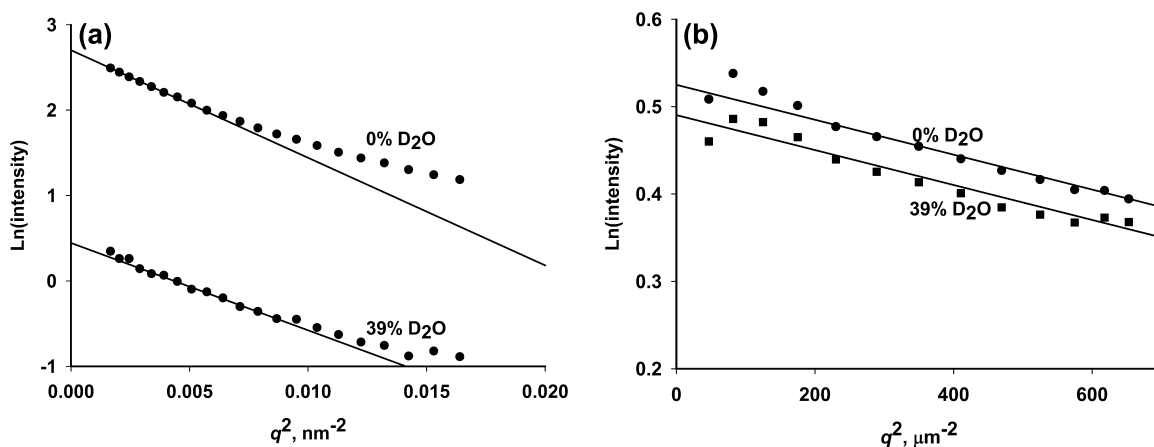 (a)
3
2
1
0
-1
Ln(intensity)
0% D2O
39% D2O
0.000
0.005
0.010
0.015
0.020
q², nm⁻²
(b)
0.6
0.5
0.4
0.3
0.2
Ln(intensity)
0% D2O
39% D2O
0
200
400
600
q², μm⁻²